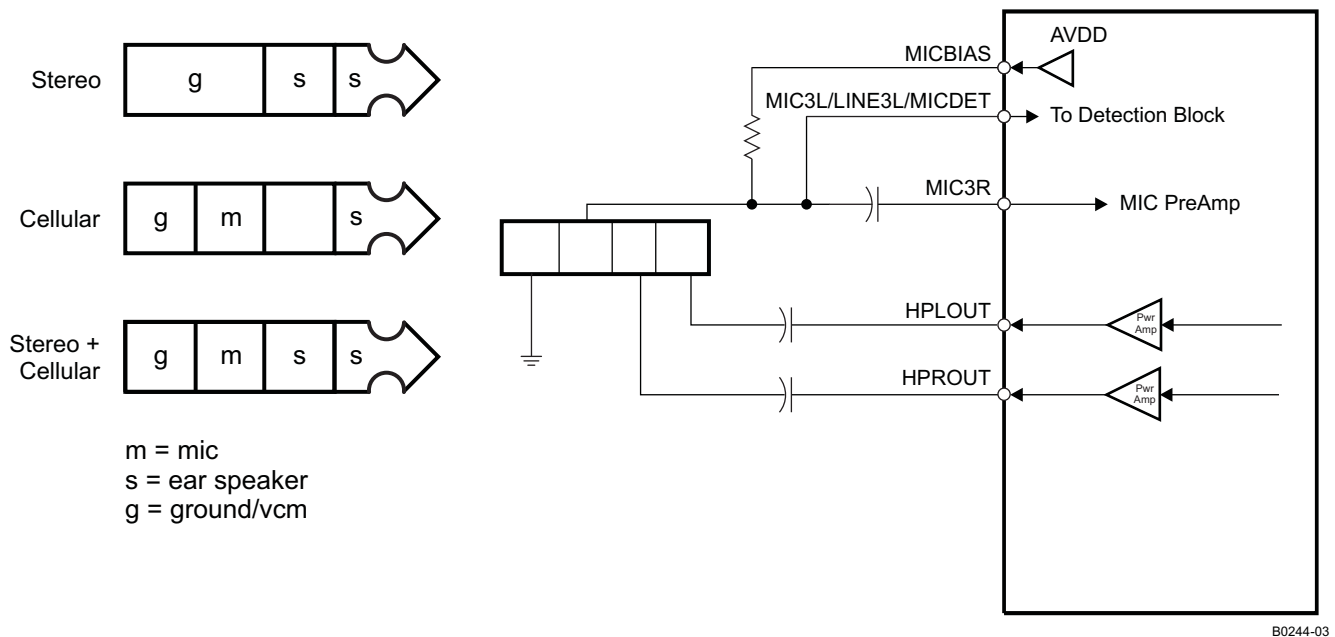 Stereo
g s s
Cellular
g m s
Stereo +
Cellular
g m s s
m = mic
s = ear speaker
g = ground/vcm
AVDD
MICBIAS
MIC3L/LINE3L/MICDET
To Detection Block
MIC3R
MIC PreAmp
HPLOUT
Pwr
Amp
HPROUT
Pwr
Amp
B0244-03